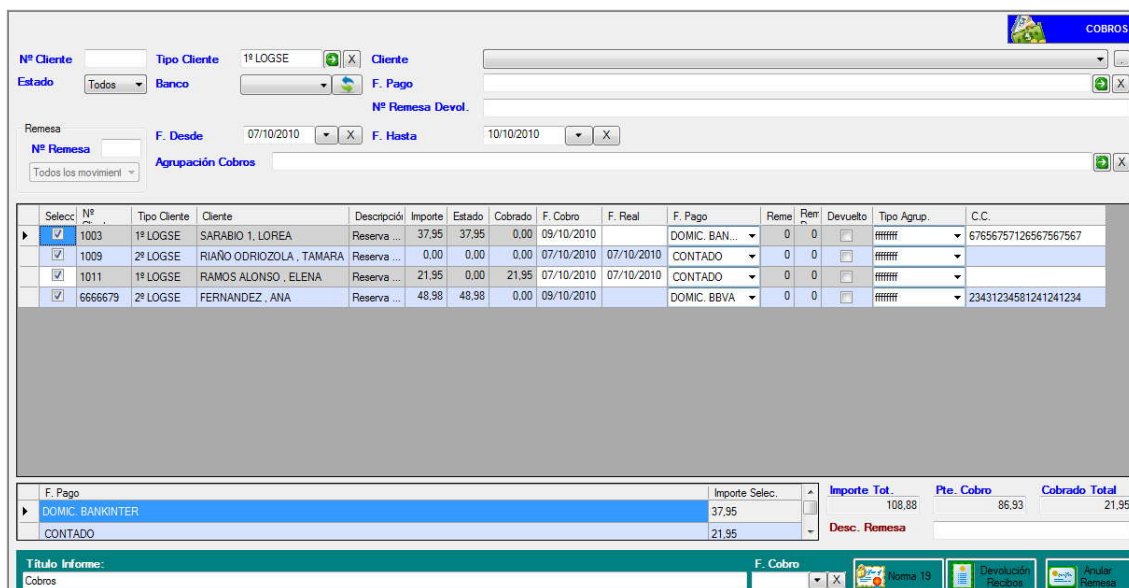 COBROS
Nº Cliente Tipo Cliente 1º LOGSE X Cliente
Estado Todos Banco F. Pago X
Nº Remesa Devol.
Remesa
Nº Remesa F. Desde 07/10/2010 X F. Hasta 10/10/2010 X
Todos los moviment Agrupación Cobros X
Selecc Nº Tipo Cliente Cliente Descripción Importe Estado Cobrado F. Cobro F. Real F. Pago Reme Rem Devuelto Tipo Agrup. C.C.
1003 1º LOGSE SARABIO 1, LOREA Reserva ... 37,95 37,95 0,00 09/10/2010 DOMIC. BAN... 0 0 ffffffff 67656757126567567567
1009 2º LOGSE RIAÑO ODRIOZOLA , TAMARA Reserva ... 0,00 0,00 0,00 07/10/2010 07/10/2010 CONTADO 0 0 ffffffff
1011 1º LOGSE RAMOS ALONSO , ELENA Reserva ... 21,95 0,00 21,95 07/10/2010 07/10/2010 CONTADO 0 0 ffffffff
6666679 2º LOGSE FERNANDEZ , ANA Reserva ... 48,98 48,98 0,00 09/10/2010 DOMIC. BBVA 0 0 ffffffff 23431234581241241234
F. Pago Importe Selec. Importe Tot. Pte. Cobro Cobrado Total
DOMIC. BANKINTER 37,95 108,88 86,93 21,95
CONTADO 21,95 Desc. Remesa
Título Informe: F. Cobro
Cobros X Norma 19 Devolución Recibos Anular Remesa